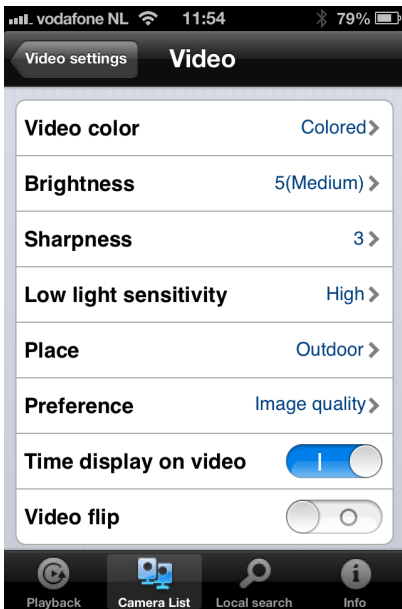 vodafone NL 11:54 79%
Video settings Video
Video color Colored
Brightness 5(Medium)
Sharpness 3
Low light sensitivity High
Place Outdoor
Preference Image quality
Time display on video
Video flip
Playback Camera List Local search Info